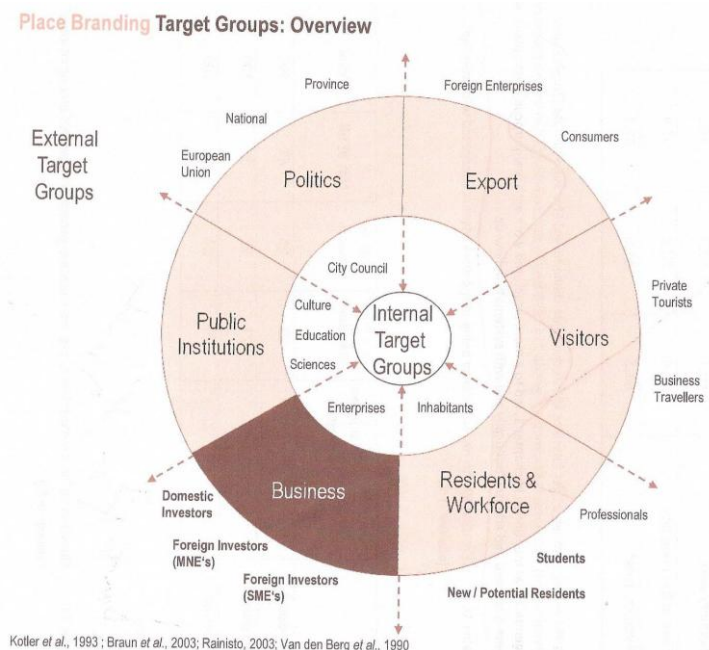 Place Branding Target Groups: Overview
External
Target
Groups
Province
National
European
Union
Foreign Enterprises
Consumers
Politics
Export
City Council
Culture
Education
Sciences
Public
Institutions
Internal
Target
Groups
Visitors
Private
Tourists
Business
Travellers
Enterprises
Inhabitants
Business
Residents &
Workforce
Domestic
Investors
Foreign Investors
(MNE's)
Foreign Investors
(SME's)
Professionals
Students
New / Potential Residents
Kotler et al., 1993 ; Braun et al., 2003; Rainisto, 2003; Van den Berg et al., 1990